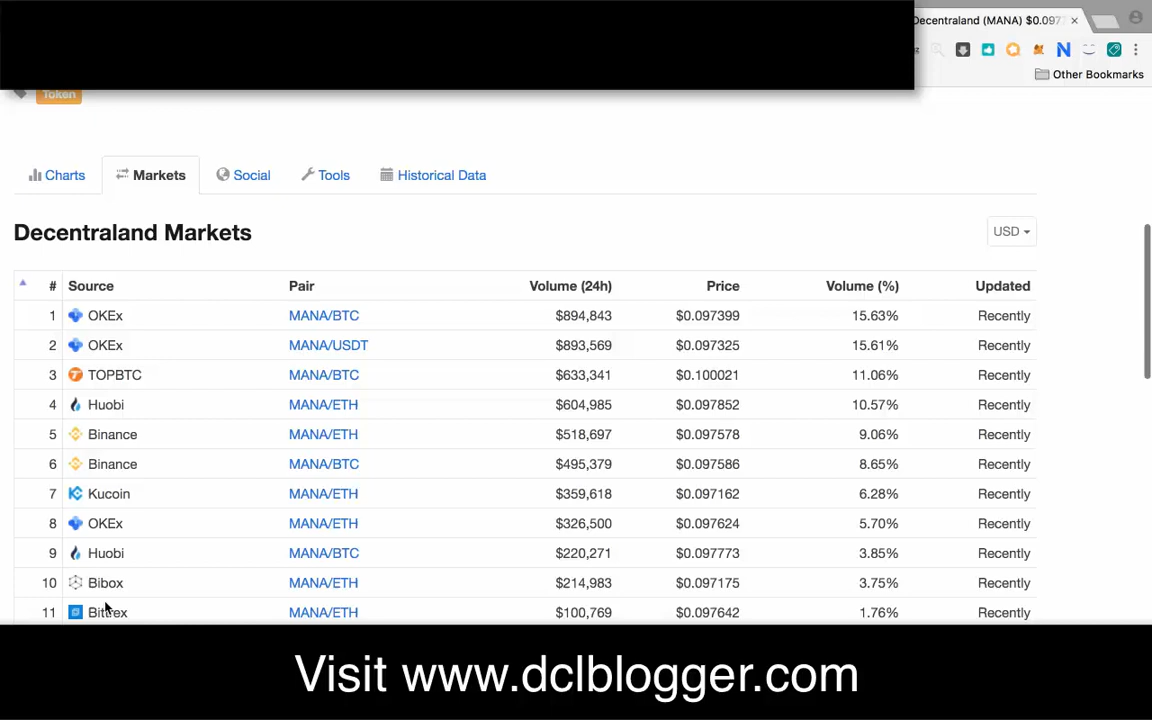 Decentraland (MANA) $0.097
Other Bookmarks
Token
Charts Markets Social Tools Historical Data
Decentraland Markets
USD
# Source Pair Volume (24h) Price Volume (%) Updated
1 OKEx MANA/BTC $894,843 $0.097399 15.63% Recently
2 OKEx MANA/USDT $893,569 $0.097325 15.61% Recently
3 TOPBTC MANA/BTC $633,341 $0.100021 11.06% Recently
4 Huobi MANA/ETH $604,985 $0.097852 10.57% Recently
5 Binance MANA/ETH $518,697 $0.097578 9.06% Recently
6 Binance MANA/BTC $495,379 $0.097586 8.65% Recently
7 Kucoin MANA/ETH $359,618 $0.097162 6.28% Recently
8 OKEx MANA/ETH $326,500 $0.097624 5.70% Recently
9 Huobi MANA/BTC $220,271 $0.097773 3.85% Recently
10 Bibox MANA/ETH $214,983 $0.097175 3.75% Recently
11 Bittrex MANA/ETH $100,769 $0.097642 1.76% Recently
Visit www.dclblogger.com